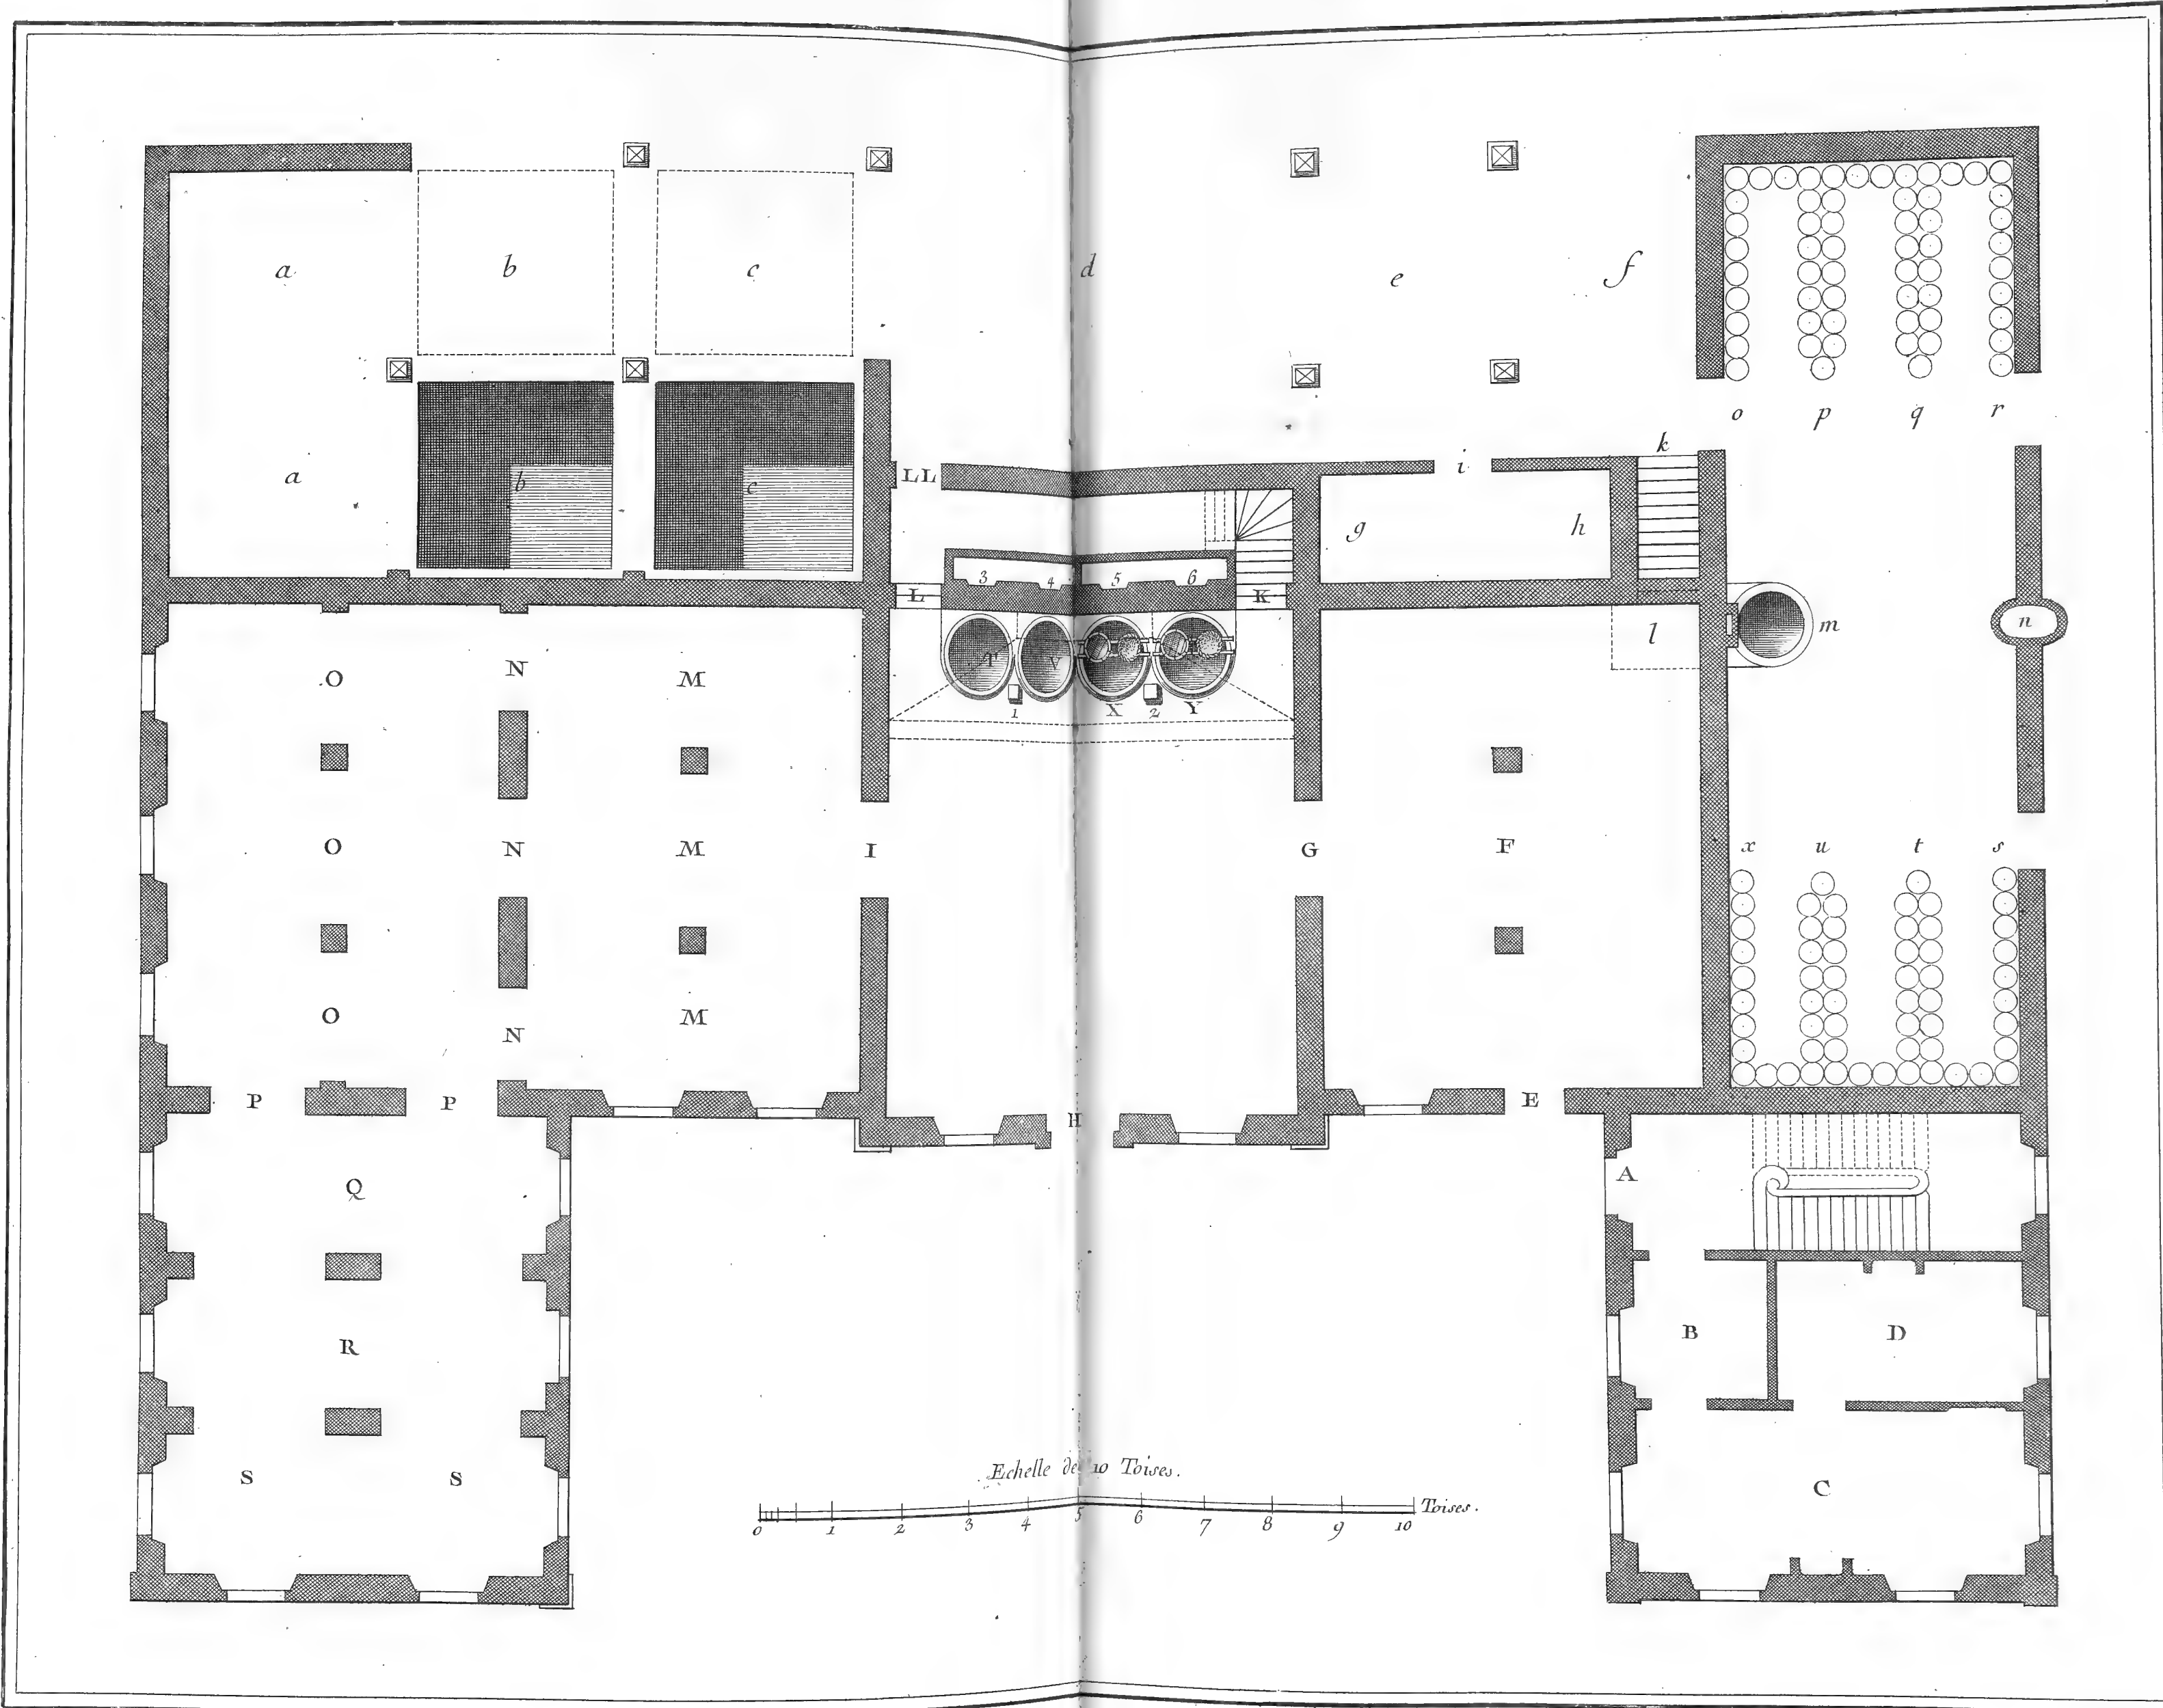 a b c d e f
o p q r
a b c LL i k
g h
3 4 5 6
L K
T V
l m n
1 X 2 Y
O N M
O N M I G F x u t s
O N M
P P H E
Q A
R B D
S S C
Echelle de 10 Toises.
0 1 2 3 4 5 6 7 8 9 10 Toises.